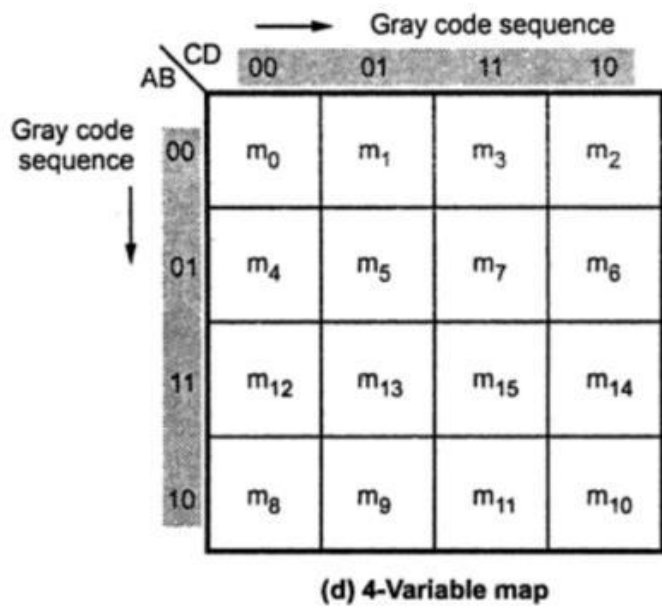 Gray code sequence
CD
AB
00 01 11 10
Gray code
sequence
00 m0 m1 m3 m2
01 m4 m5 m7 m6
11 m12 m13 m15 m14
10 m8 m9 m11 m10
(d) 4-Variable map